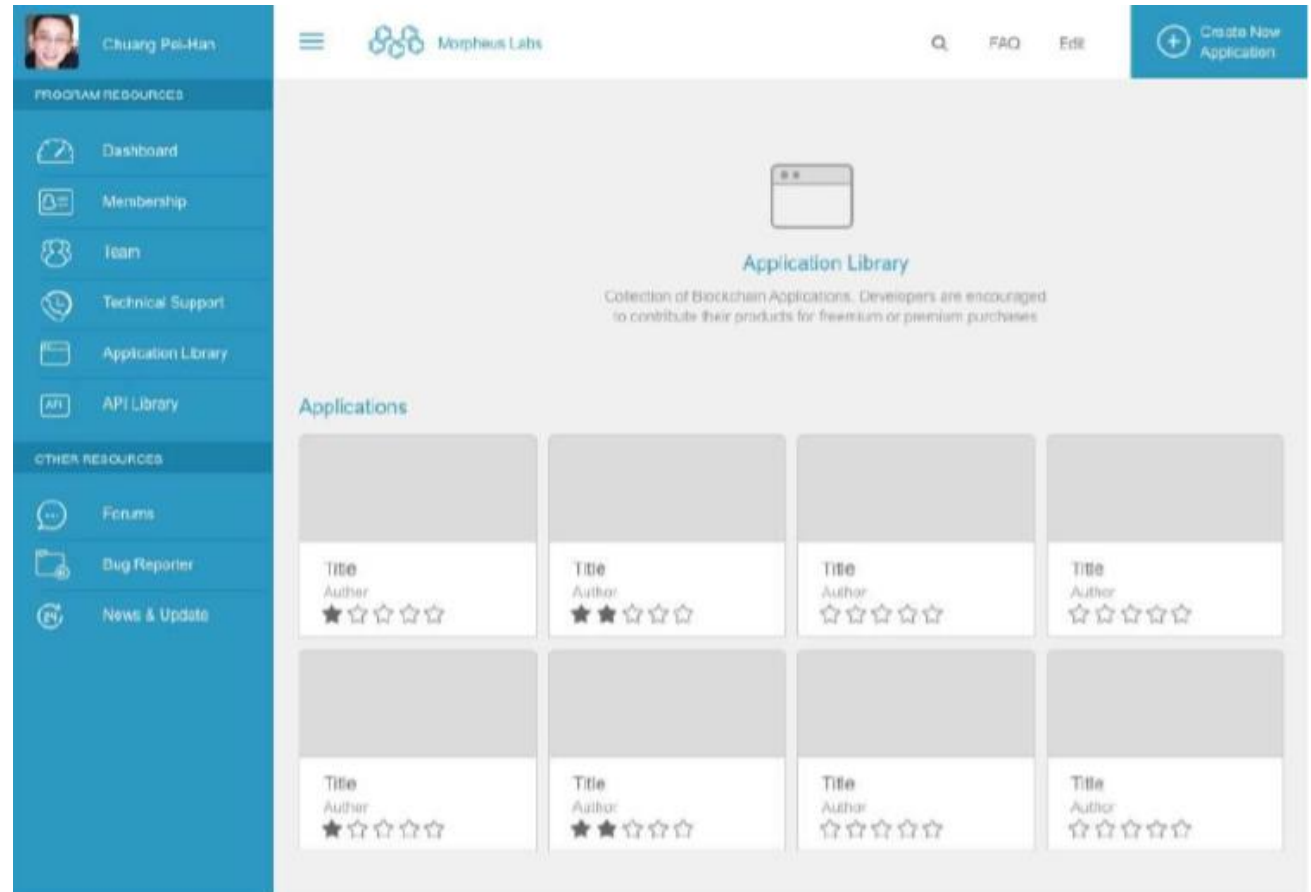 Chuang Pei-Han
Morpheus Labs
FAQ
Edit
Create New
Application
PROGRAM RESOURCES
Dashboard
Membership
Team
Technical Support
Application Library
API
API Library
OTHER RESOURCES
Forums
Bug Reporter
24
News & Update
Application Library
Collection of Blockchain Applications. Developers are encouraged
to contribute their products for freemium or premium purchases
Applications
Title
Author
Title
Author
Title
Author
Title
Author
Title
Author
Title
Author
Title
Author
Title
Author